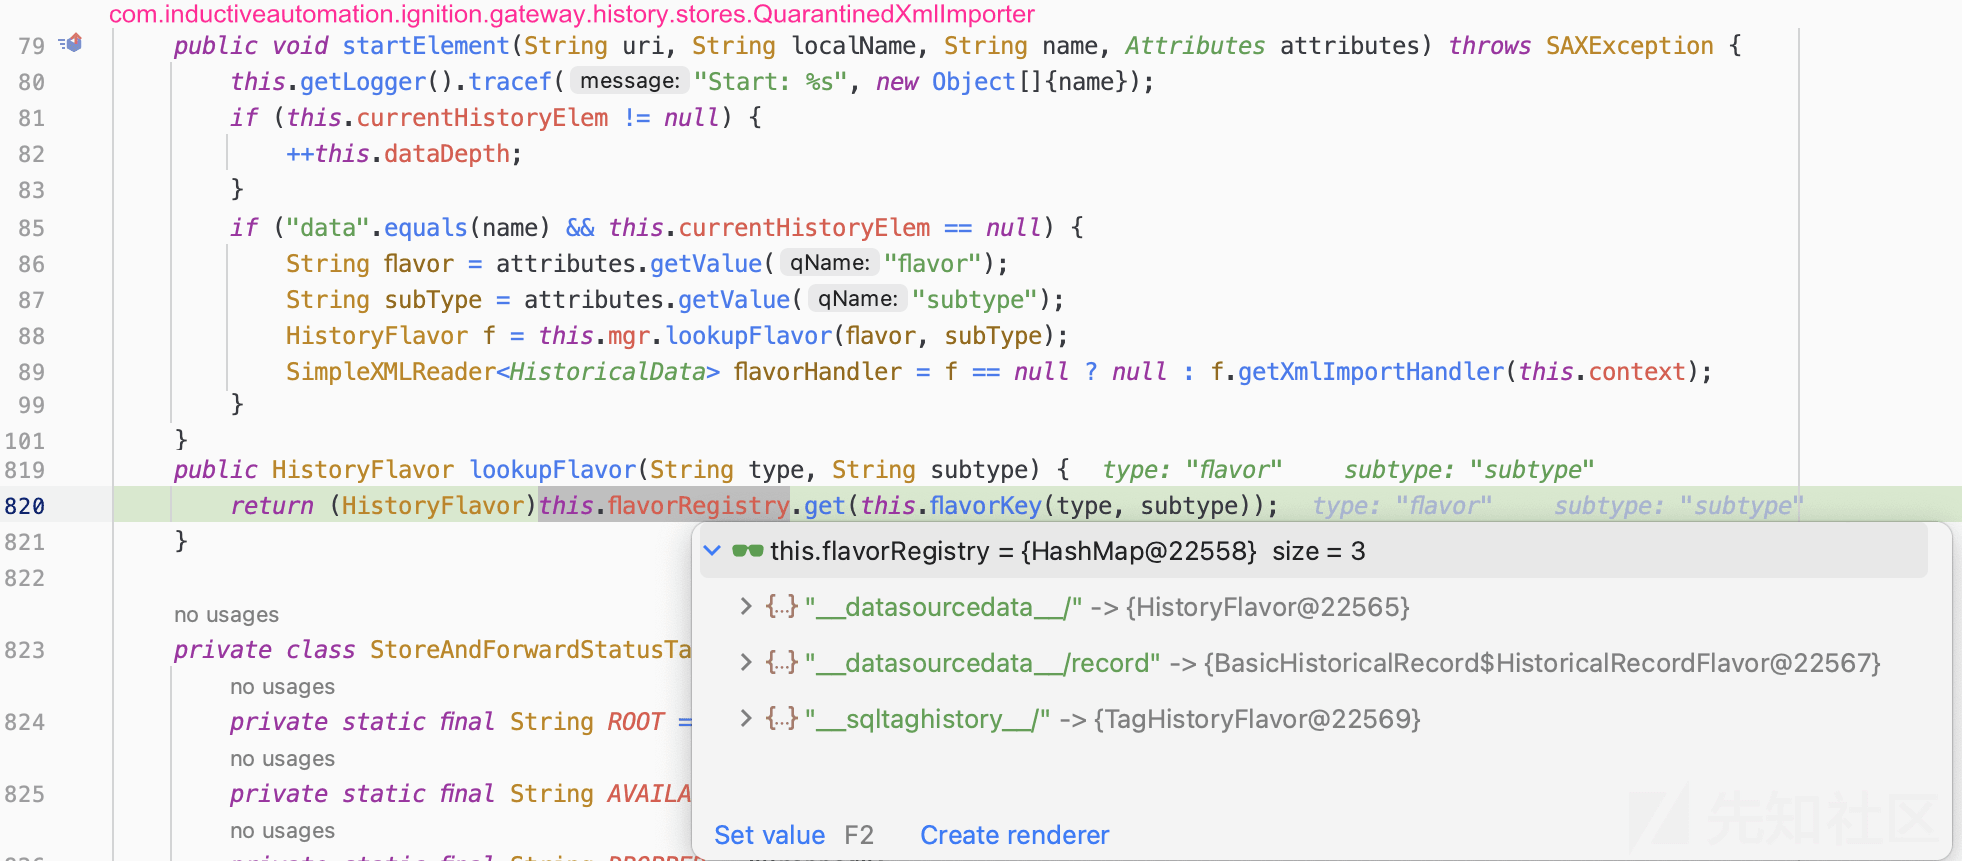 com.inductiveautomation.ignition.gateway.history.stores.QuarantinedXmlImporter
79 public void startElement(String uri, String localName, String name, Attributes attributes) throws SAXException {
80 this.getLogger().tracef( message: "Start: %s", new Object[]{name});
81 if (this.currentHistoryElem != null) {
82 ++this.dataDepth;
83 }
85 if ("data".equals(name) && this.currentHistoryElem == null) {
86 String flavor = attributes.getValue( qName: "flavor");
87 String subType = attributes.getValue( qName: "subtype");
88 HistoryFlavor f = this.mgr.lookupFlavor(flavor, subType);
89 SimpleXMLReader<HistoricalData> flavorHandler = f == null ? null : f.getXmlImportHandler(this.context);
99 }
101 }
819 public HistoryFlavor lookupFlavor(String type, String subtype) { type: "flavor" subtype: "subtype"
820 return (HistoryFlavor)this.flavorRegistry.get(this.flavorKey(type, subtype)); type: "flavor" subtype: "subtype"
821 }
822
this.flavorRegistry = {HashMap@22558} size = 3
{...} "__datasourcedata__/" -> {HistoryFlavor@22565}
{...} "__datasourcedata__/record" -> {BasicHistoricalRecord$HistoricalRecordFlavor@22567}
{...} "__sqltaghistory__/" -> {TagHistoryFlavor@22569}
Set value F2 Create renderer
no usages
823 private class StoreAndForwardStatusTa
no usages
824 private static final String ROOT =
no usages
825 private static final String AVAILA
no usages
private static final String
先知社区